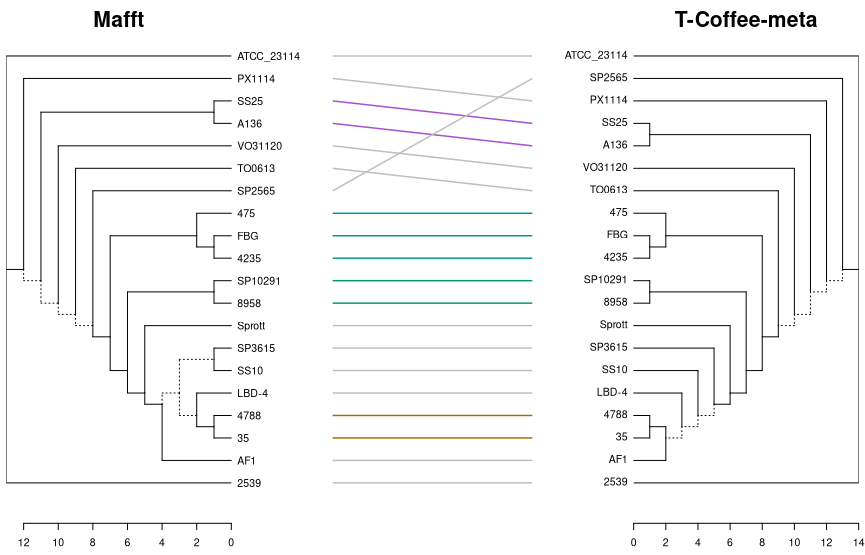 Mafft
T-Coffee-meta
ATCC_23114
PX1114
SS25
A136
VO31120
TO0613
SP2565
475
FBG
4235
SP10291
8958
Sprott
SP3615
SS10
LBD-4
4788
35
AF1
2539
ATCC_23114
SP2565
PX1114
SS25
A136
VO31120
TO0613
475
FBG
4235
SP10291
8958
Sprott
SP3615
SS10
LBD-4
4788
35
AF1
2539
12 10 8 6 4 2 0
0 2 4 6 8 10 12 14